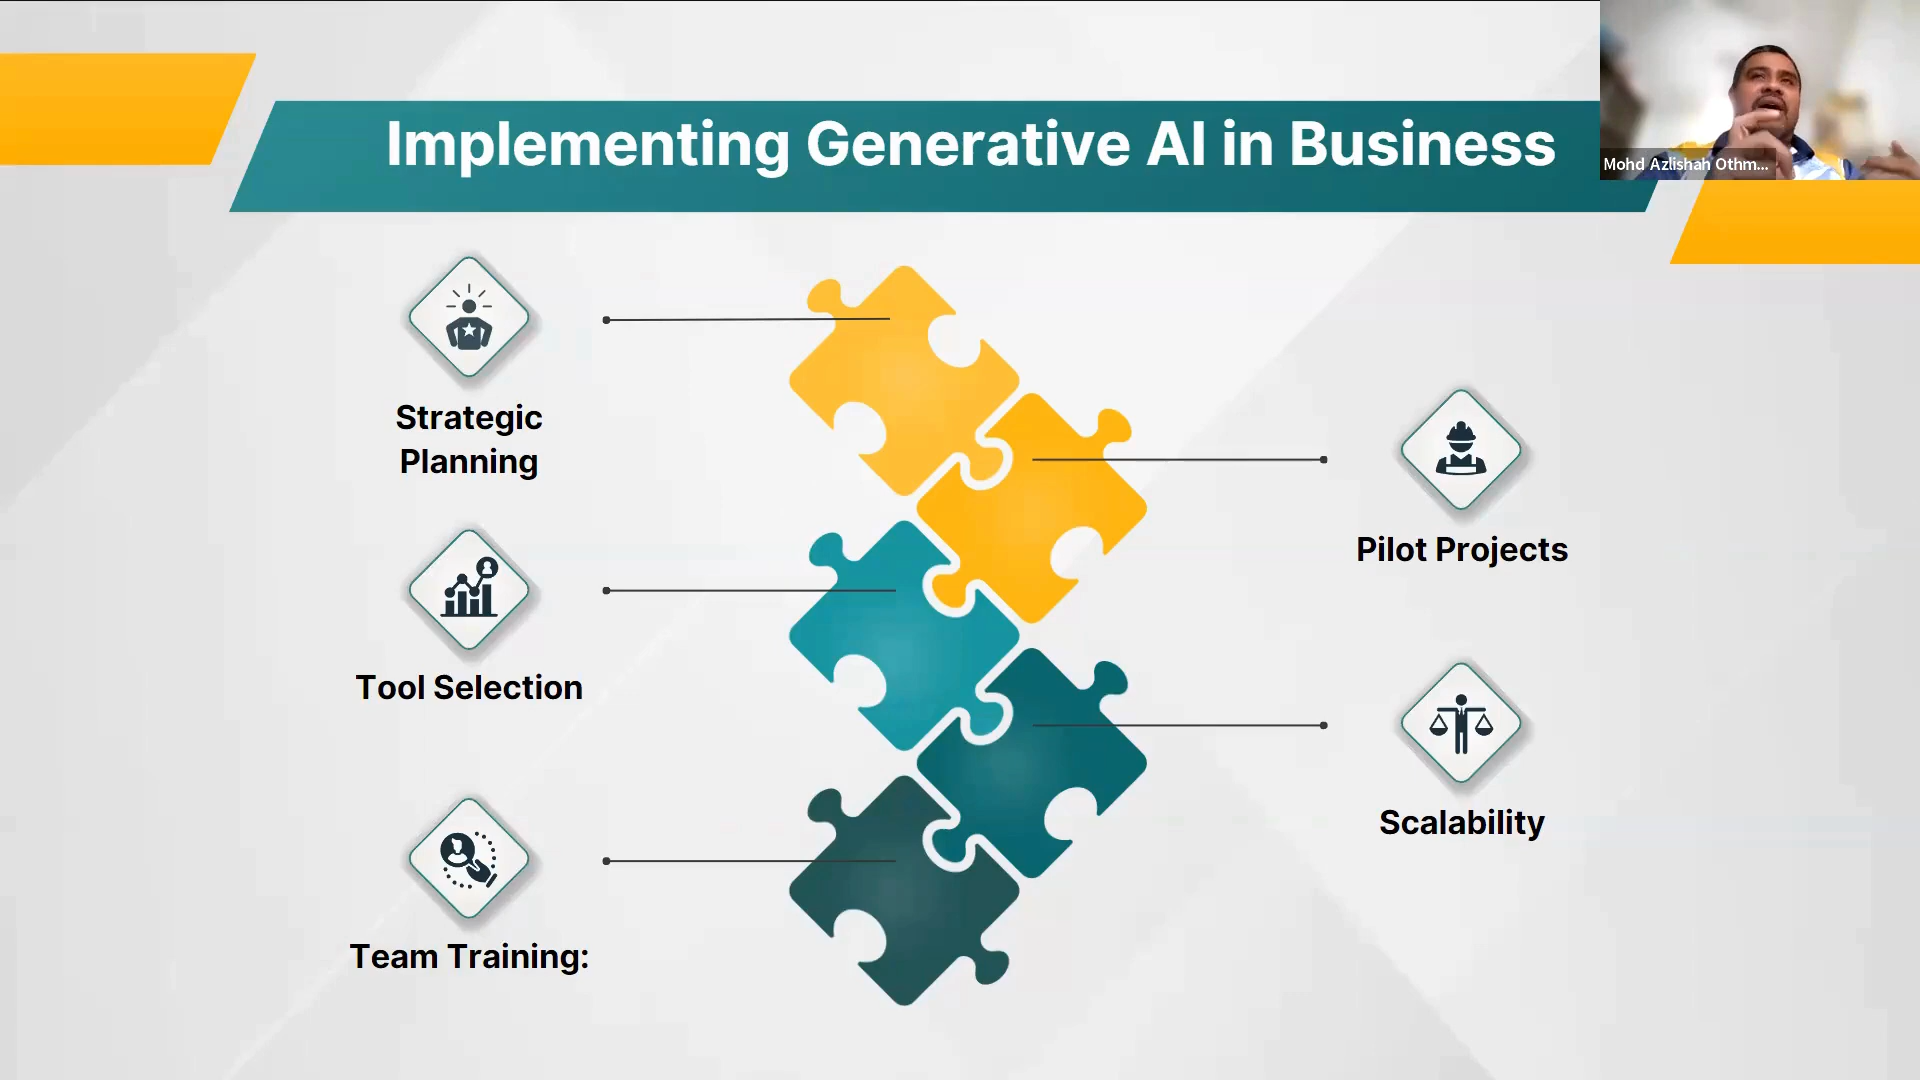 Implementing Generative AI in Business
Mohd Azlishah Othm...
Strategic
Planning
Pilot Projects
Tool Selection
Scalability
Team Training: